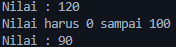 Nilai : 120
Nilai harus 0 sampai 100
Nilai : 90